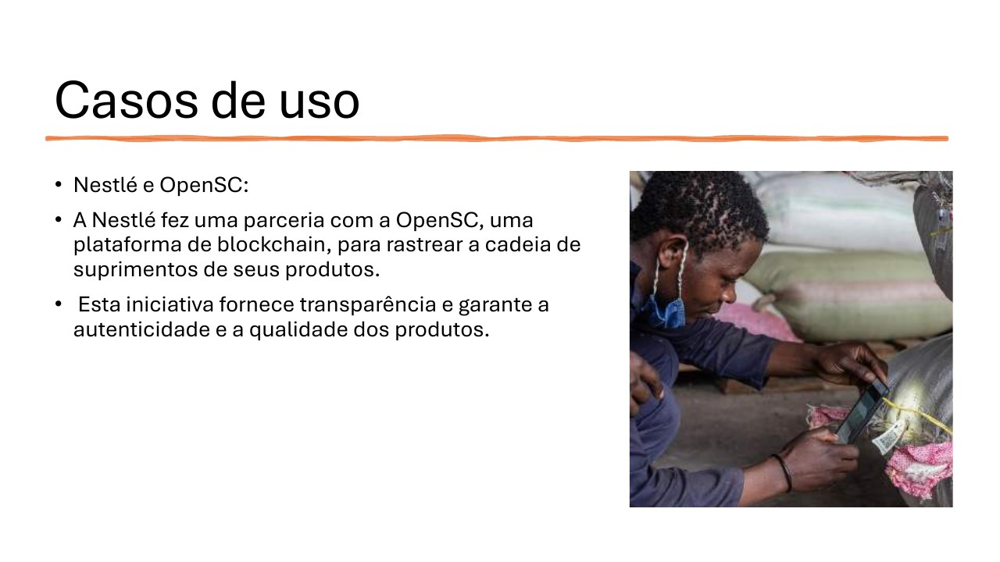 Casos de uso
• Nestlé e OpenSC:
• A Nestlé fez uma parceria com a OpenSC, uma
plataforma de blockchain, para rastrear a cadeia de
suprimentos de seus produtos.
• Esta iniciativa fornece transparência e garante a
autenticidade e a qualidade dos produtos.